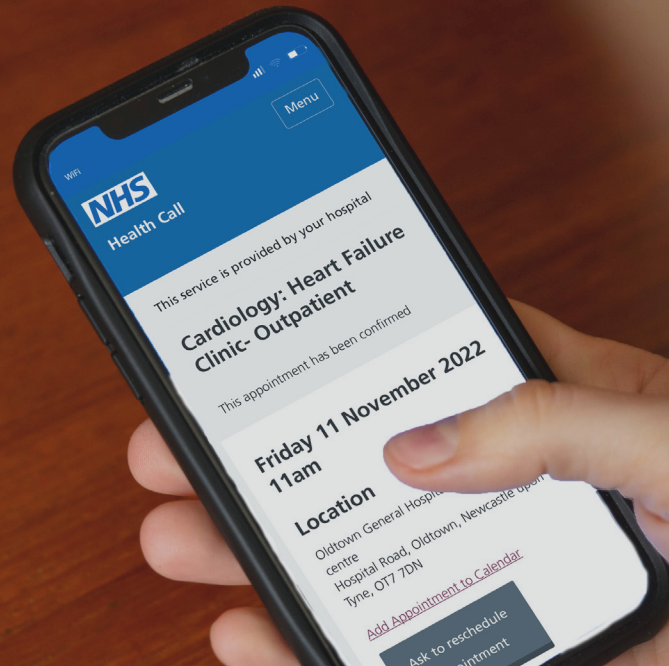 WiFi
Menu
NHS
Health Call
This service is provided by your hospital
Cardiology: Heart Failure
Clinic- Outpatient
This appointment has been confirmed
Friday 11 November 2022
11am
Location
Oldtown General
centre
Hospital Road, Oldtown, Newcastle upon
Tyne, OT7 7DN
Add Appointment to Calendar
Ask to reschedule